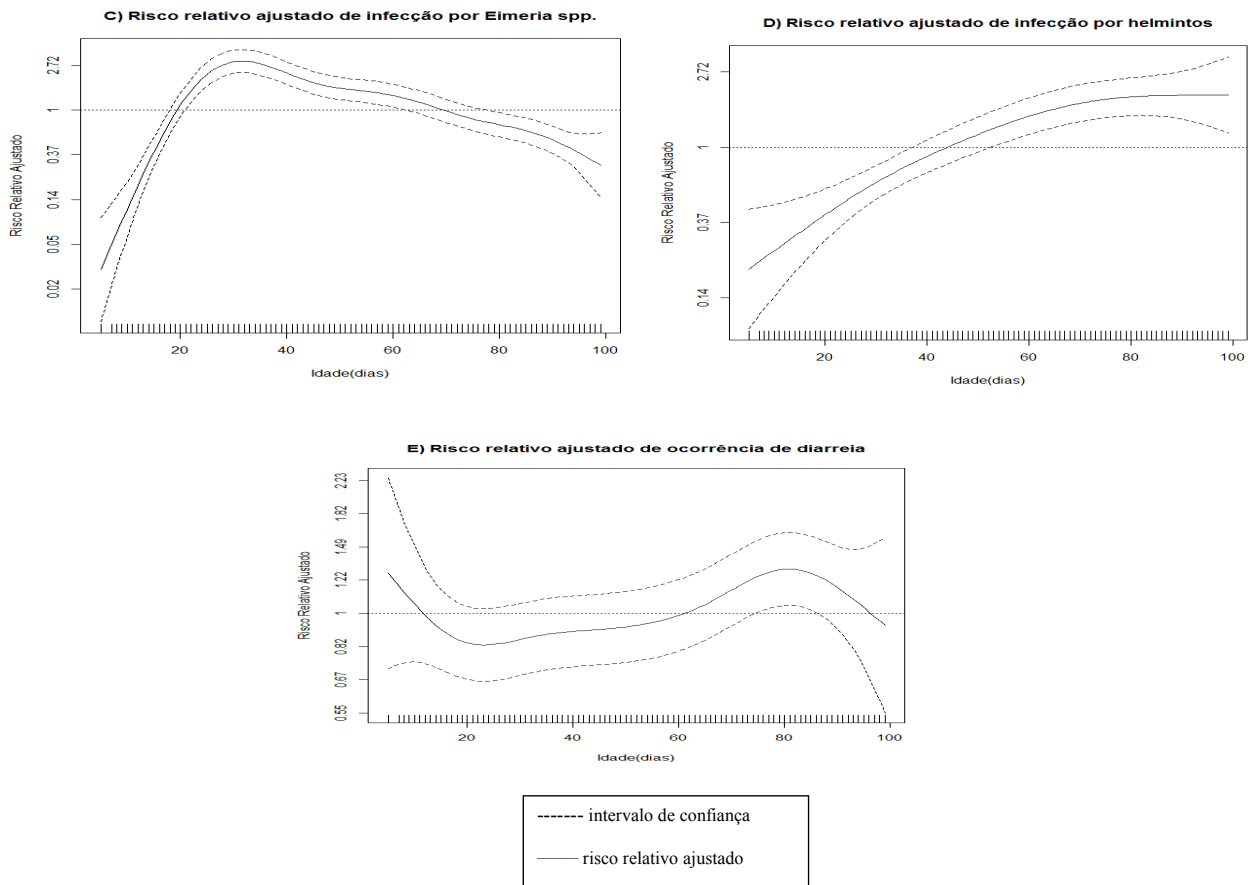 C) Risco relativo ajustado de infecção por Eimeria spp.
Risco Relativo Ajustado
2.72
1
0.37
0.14
0.05
0.02
20 40 60 80 100
Idade(dias)
D) Risco relativo ajustado de infecção por helmintos
Risco Relativo Ajustado
2.72
1
0.37
0.14
20 40 60 80 100
Idade(dias)
E) Risco relativo ajustado de ocorrência de diarreia
Risco Relativo Ajustado
2.23
1.82
1.49
1.22
1
0.82
0.67
0.55
20 40 60 80 100
Idade(dias)
intervalo de confiança
risco relativo ajustado